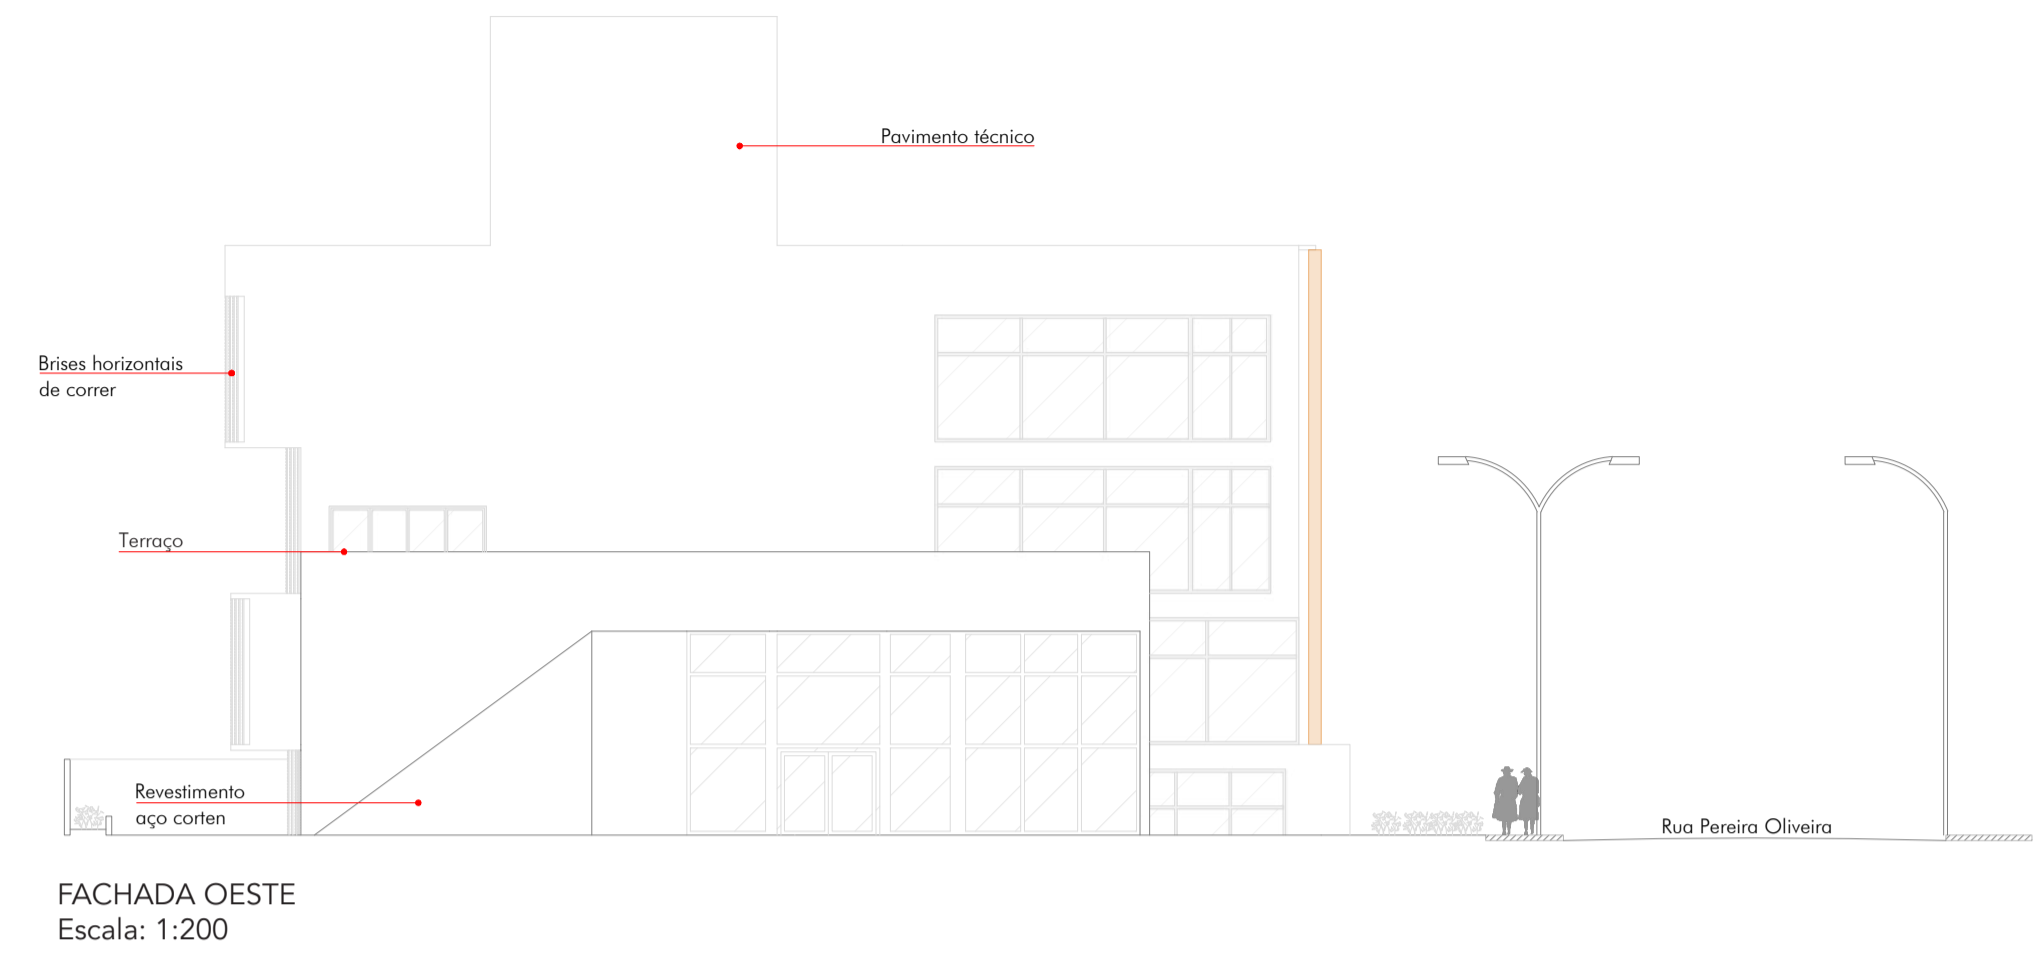 Pavimento técnico
Brises horizontais
de correr
Terraço
Revestimento
aço corten
Rua Pereira Oliveira
FACHADA OESTE
Escala: 1:200